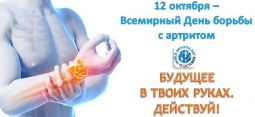 12 октября –
Всемирный День борьбы
с артритом
БУДУЩЕЕ
В ТВОИХ РУКАХ.
ДЕЙСТВУЙ!